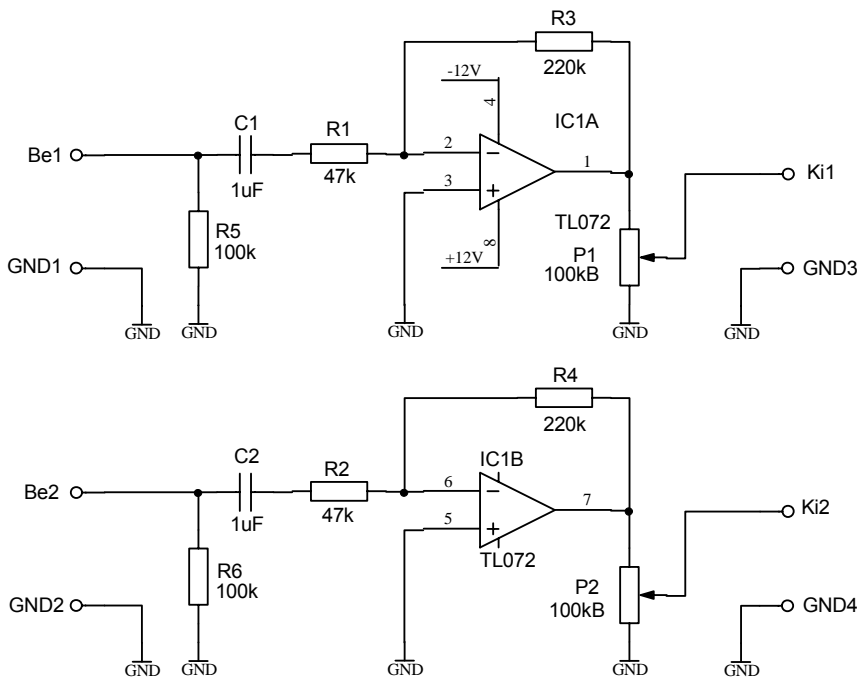 R3
220k
-12V
4
IC1A
C1
R1
Be1
2
1
Ki1
1uF
47k
3
R5
100k
TL072
8
+12V
P1
100kB
GND1
GND3
GND
GND
GND
GND
GND
R4
220k
C2
R2
IC1B
6
Be2
7
Ki2
1uF
47k
5
TL072
R6
100k
P2
100kB
GND2
GND4
GND
GND
GND
GND
GND